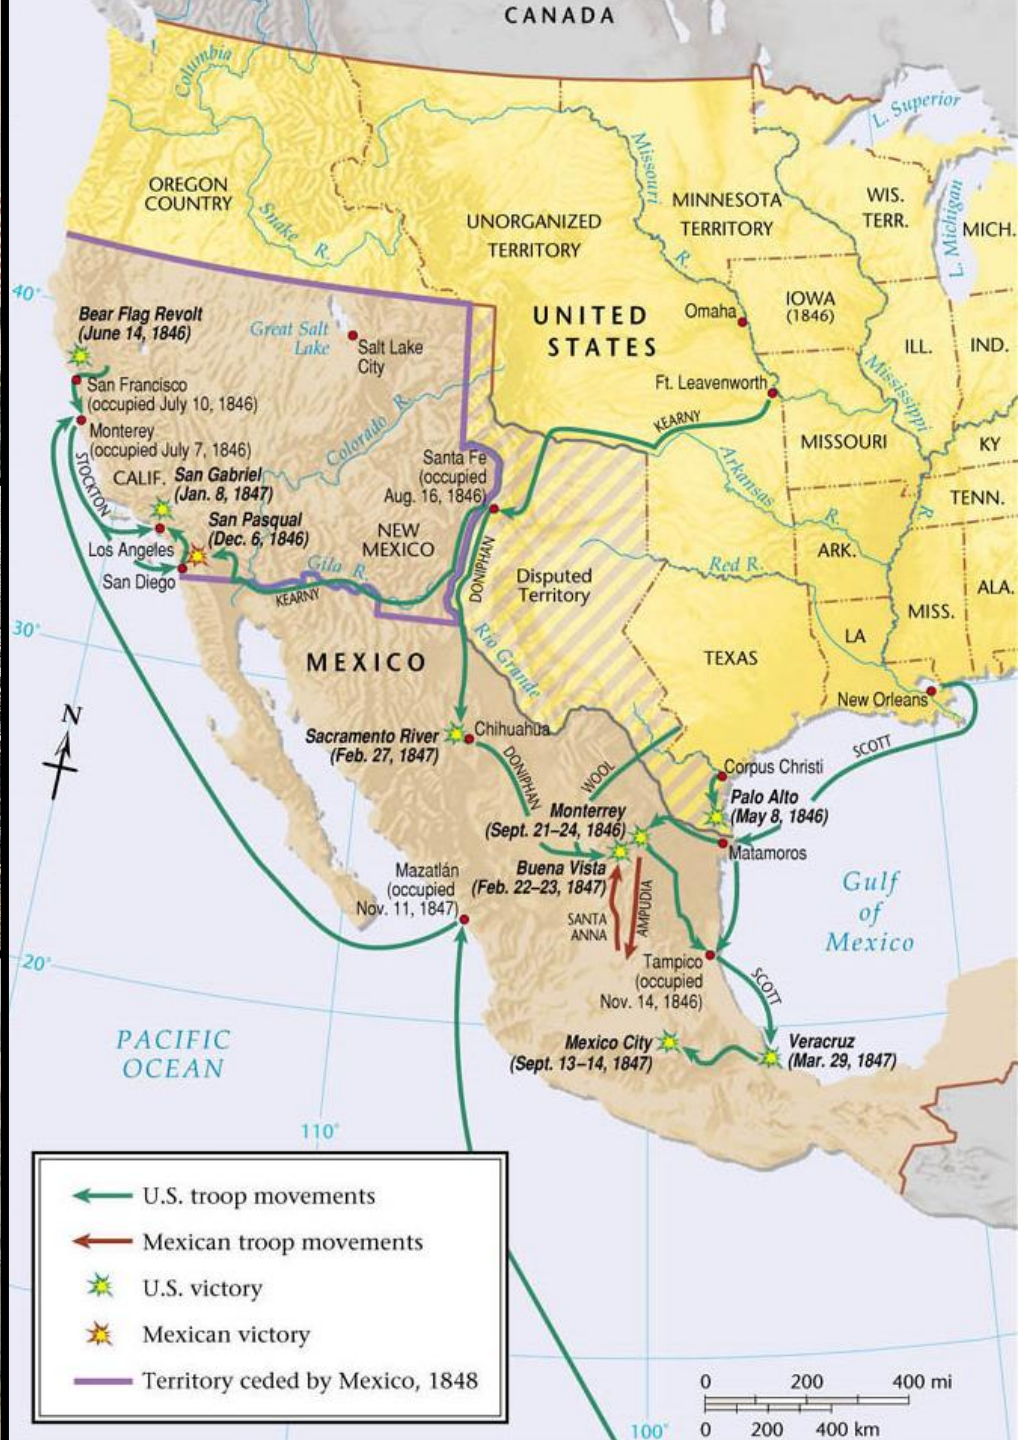 CANADA
Columbia
L. Superior
OREGON
COUNTRY
Snake R.
Missouri
R.
UNORGANIZED
TERRITORY
MINNESOTA
TERRITORY
WIS.
TERR.
L. Michigan
MICH.
40°
Bear Flag Revolt
(June 14, 1846)
Great Salt
Lake
Salt Lake
City
UNITED
STATES
Omaha
IOWA
(1846)
ILL.
IND.
San Francisco
(occupied July 10, 1846)
Monterey
(occupied July 7, 1846)
Colorado R.
Ft. Leavenworth
KEARNY
Mississippi
R.
MISSOURI
KY
STOCKTON
CALIF.
San Gabriel
(Jan. 8, 1847)
San Pasqual
(Dec. 6, 1846)
Santa Fe
(occupied
Aug. 16, 1846)
Arkansas
R.
TENN.
Los Angeles
San Diego
NEW
MEXICO
Gila R.
KEARNY
DONIPHAN
Disputed
Territory
Red R.
ARK.
MISS.
ALA.
30°
MEXICO
Rio Grande
TEXAS
LA
New Orleans
N
Sacramento River
(Feb. 27, 1847)
Chihuahua
DONIPHAN
WOOL
SCOTT
Corpus Christi
Palo Alto
(May 8, 1846)
Monterrey
(Sept. 21–24, 1846)
Matamoros
Buena Vista
(Feb. 22–23, 1847)
Mazatlán
(occupied
Nov. 11, 1847)
SANTA
ANNA
AMPUDIA
Gulf
of
Mexico
20°
Tampico
(occupied
Nov. 14, 1846)
SCOTT
PACIFIC
OCEAN
Mexico City
(Sept. 13–14, 1847)
Veracruz
(Mar. 29, 1847)
110°
U.S. troop movements
Mexican troop movements
U.S. victory
Mexican victory
Territory ceded by Mexico, 1848
0 200 400 mi
0 200 400 km
100°